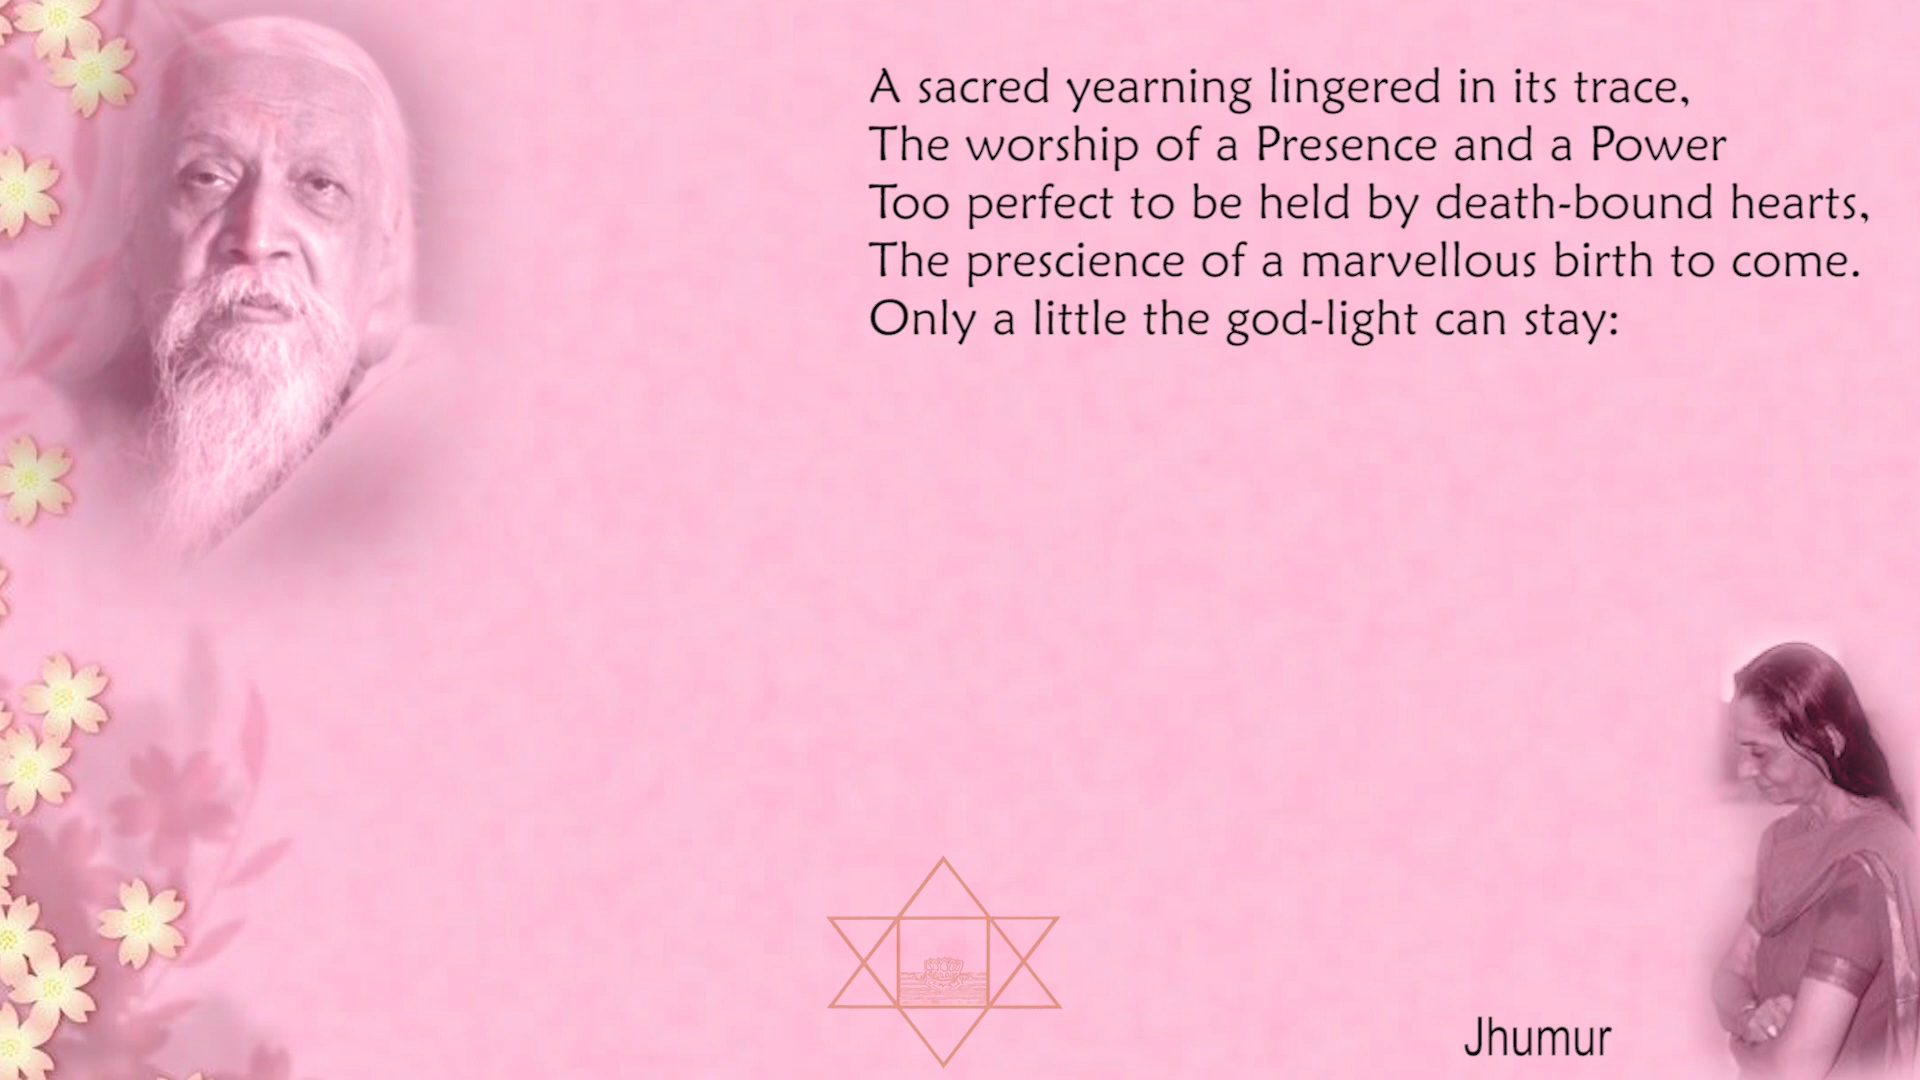 A sacred yearning lingered in its trace,
The worship of a Presence and a Power
Too perfect to be held by death-bound hearts,
The prescience of a marvellous birth to come.
Only a little the god-light can stay:
Jhumur